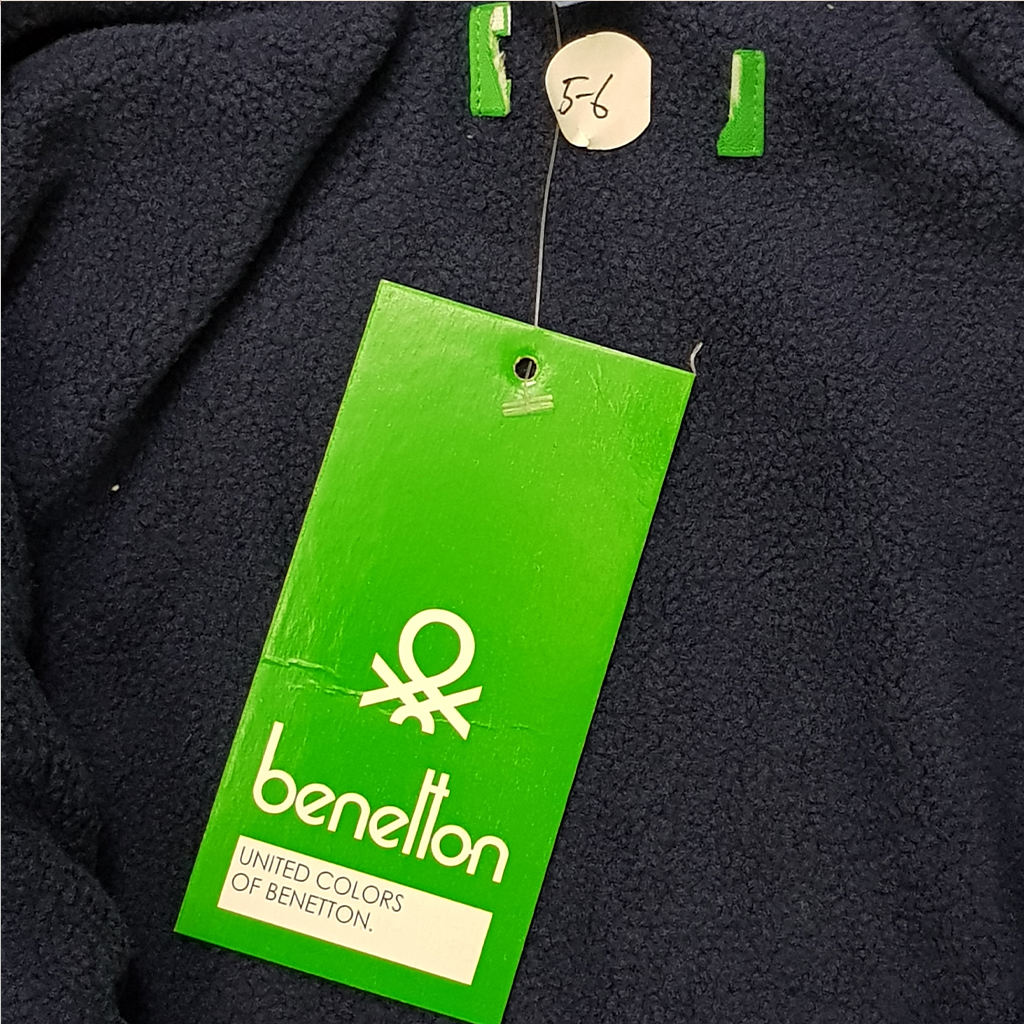 5-6
benetton
UNITED COLORS
OF BENETTON.